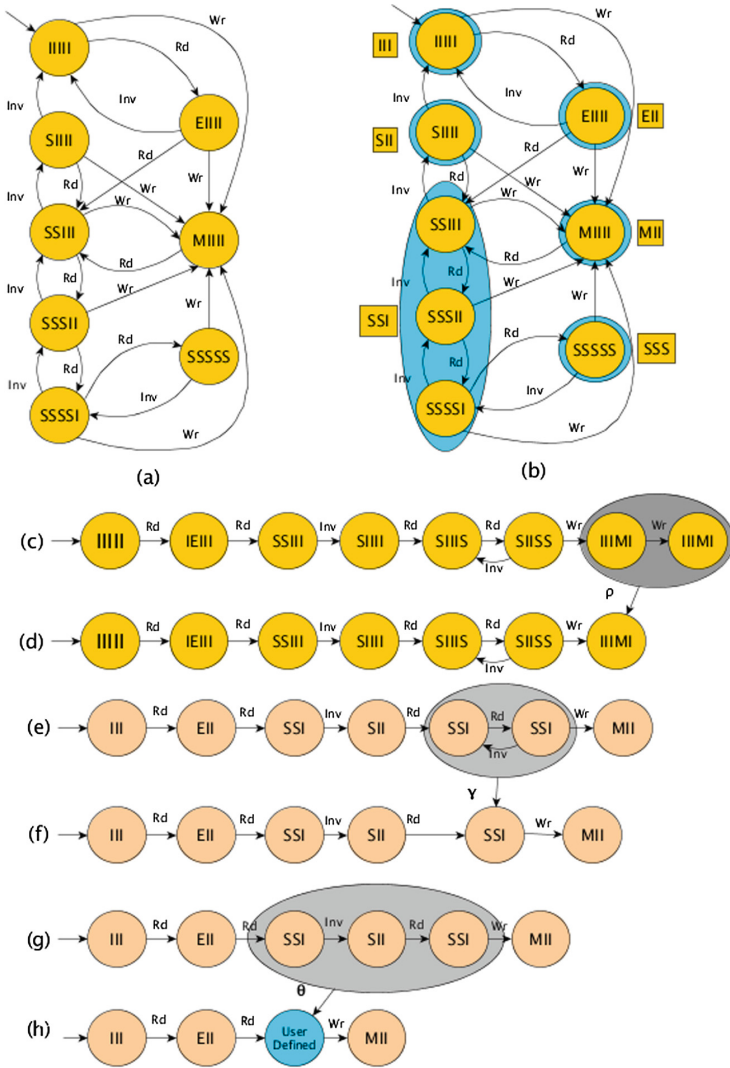 IIIII
Wr
Rd
Inv
Inv
EIIII
SIIII
Rd
Rd
Wr
Wr
Inv
Wr
SSIII
MIIII
Rd
Inv
Rd
Wr
SSSII
Wr
Rd
Inv
Rd
SSSSS
Inv
SSSSI
Wr
(a)
IIIII
Wr
III
Rd
Inv
Inv
EIIII
EII
SII
SIIII
Rd
Rd
Wr
Wr
Inv
Wr
SSIII
MIIII
MII
Rd
Inv
Rd
Wr
SSI
SSSII
Wr
Rd
Inv
Rd
SSSSS
SSS
Inv
SSSSI
Wr
(b)
(c) IIIII Rd IEIII Rd SSIII Inv SIIII Rd SIIIS Rd Inv SIISS Wr IIIMI Wr IIIMI
ρ
(d) IIIII Rd IEIII Rd SSIII Inv SIIII Rd SIIIS Rd Inv SIISS Wr IIIMI
(e) III Rd EII Rd SSI Inv SII Rd SSI Rd Inv SSI Wr MII
γ
(f) III Rd EII Rd SSI Inv SII Rd SSI Wr MII
(g) III Rd EII Rd SSI Inv SII Rd SSI Wr MII
θ
(h) III Rd EII Rd User Defined Wr MII